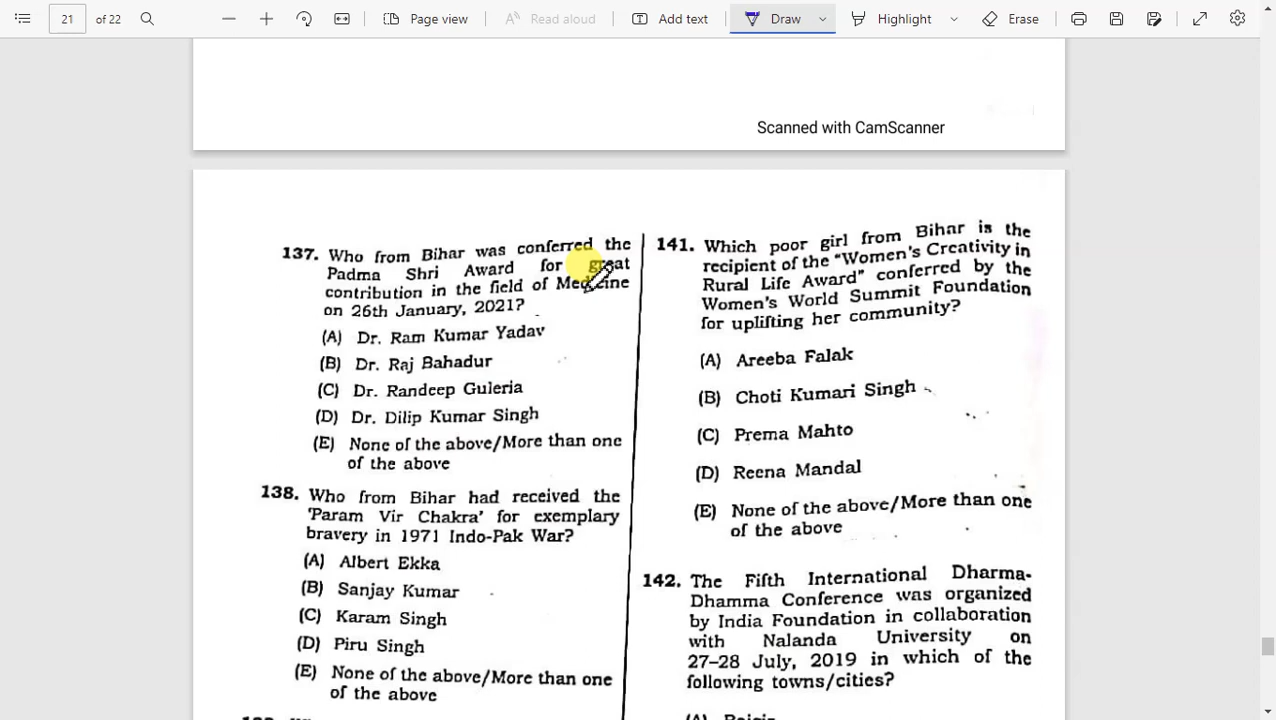 21
of 22
Page view
Read aloud
Add text
Draw
Highlight
Erase
Scanned with CamScanner
137. Who from Bihar was conferred the
Padma Shri Award for great
contribution in the field of Medicine
on 26th January, 2021?
(A) Dr. Ram Kumar Yadav
(B) Dr. Raj Bahadur
(C) Dr. Randeep Guleria
(D) Dr. Dilip Kumar Singh
(E) None of the above/More than one
of the above
138. Who from Bihar had received the
'Param Vir Chakra' for exemplary
bravery in 1971 Indo-Pak War?
(A) Albert Ekka
(B) Sanjay Kumar
(C) Karam Singh
(D) Piru Singh
(E) None of the above/More than one
of the above
141. Which poor girl from Bihar is the
recipient of the "Women's Creativity in
Rural Life Award" conferred by the
Women's World Summit Foundation
for uplifting her community?
(A) Areeba Falak
(B) Choti Kumari Singh
(C) Prema Mahto
(D) Reena Mandal
(E) None of the above/More than one
of the above
142. The Fifth International Dharma-
Dhamma Conference was organized
by India Foundation in collaboration
with Nalanda University on
27–28 July, 2019 in which of the
following towns/cities?